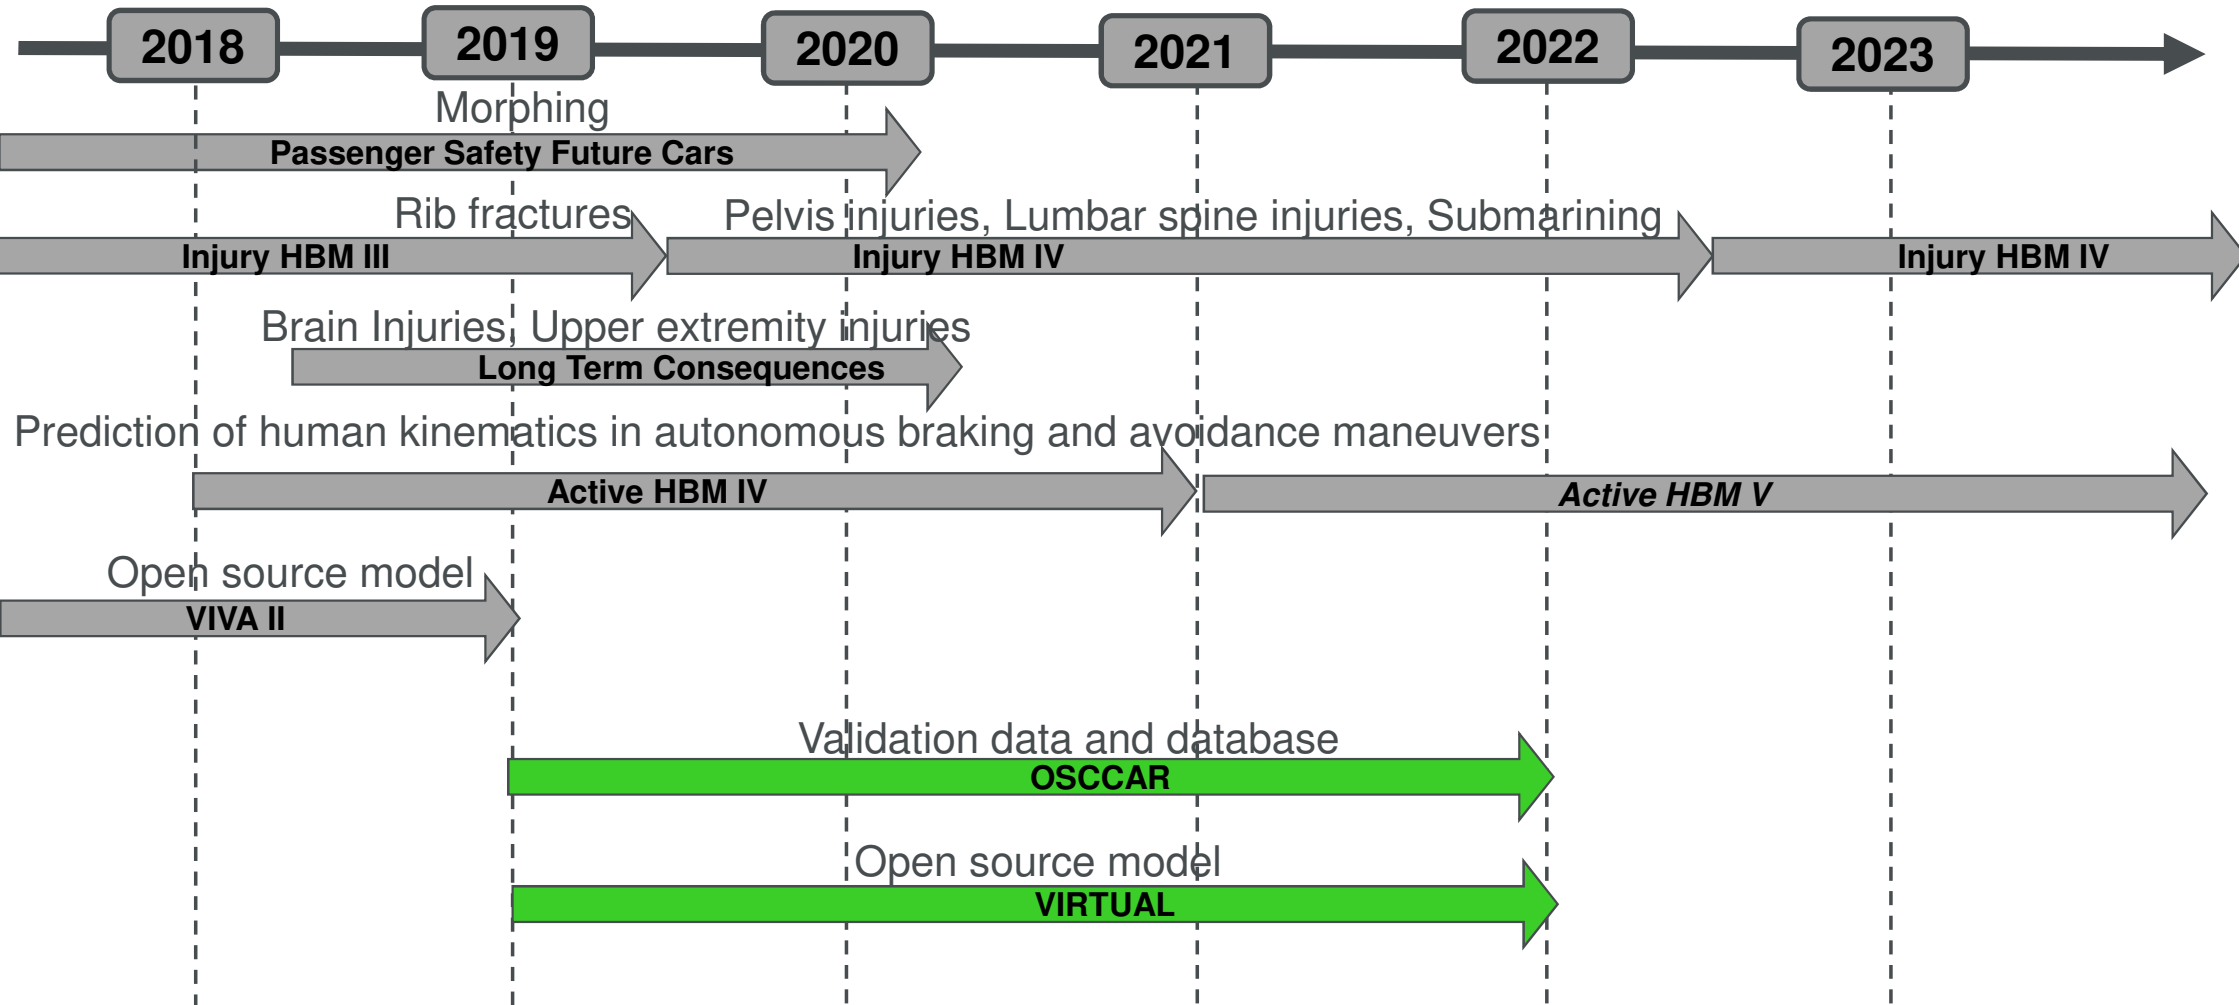 2018 2019 2020 2021 2022 2023
Morphing
Passenger Safety Future Cars
Rib fractures
Pelvis injuries, Lumbar spine injuries, Submarining
Injury HBM III
Injury HBM IV
Injury HBM IV
Brain Injuries, Upper extremity injuries
Long Term Consequences
Prediction of human kinematics in autonomous braking and avoidance maneuvers
Active HBM IV
Active HBM V
Open source model
VIVA II
Validation data and database
OSCCAR
Open source model
VIRTUAL